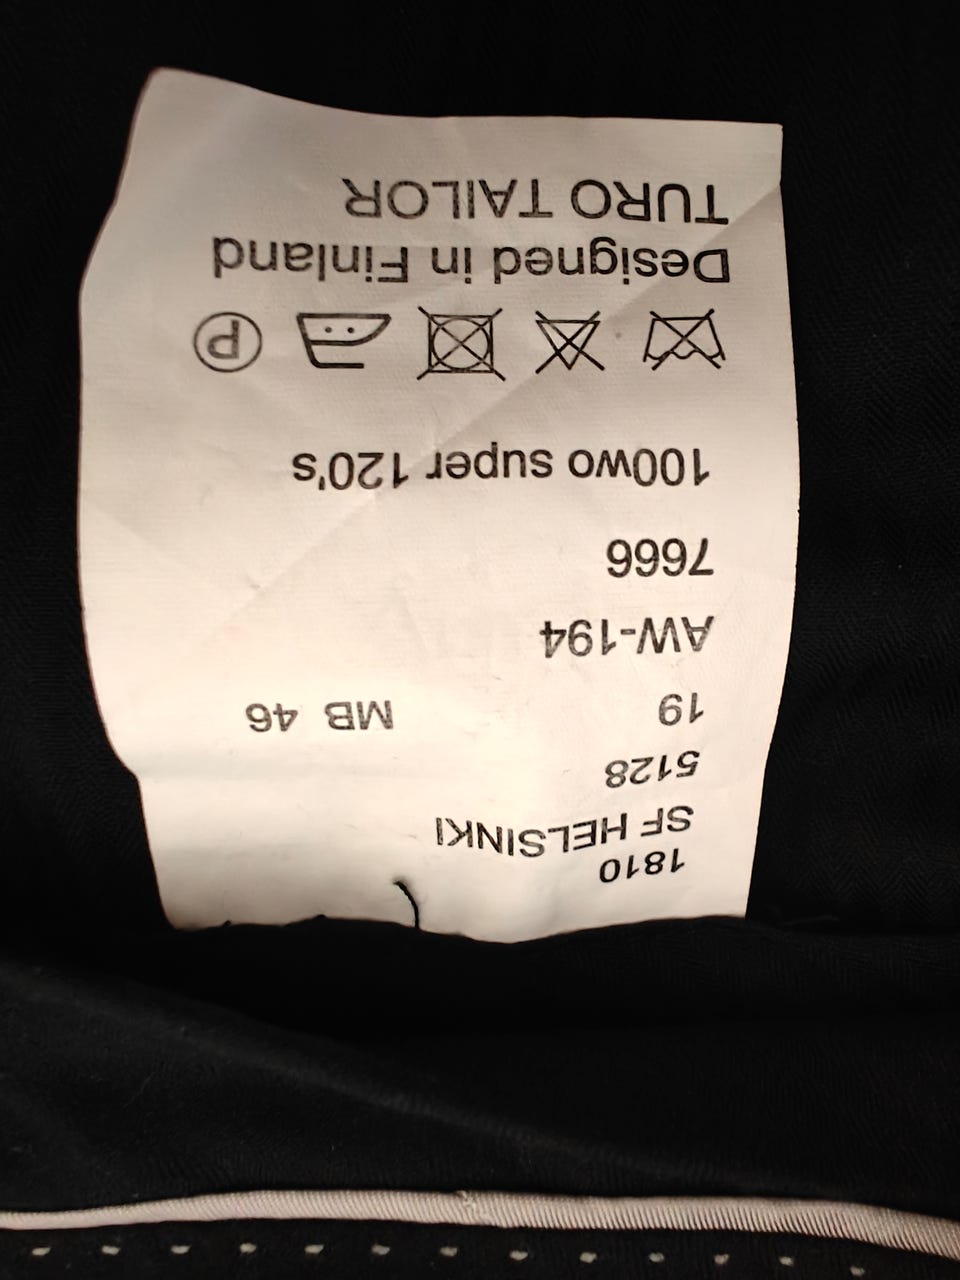 1810
SF HELSINKI
5128
19 MB 46
AW-194
7666
100wo super 120's
P
Designed in Finland
TURO TAILOR